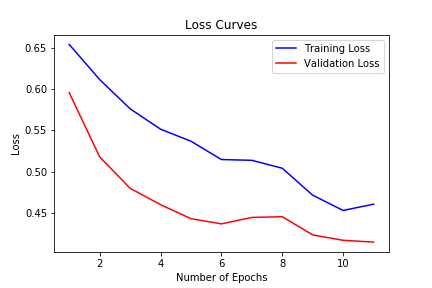 Loss Curves
Training Loss
Validation Loss
0.65
0.60
0.55
0.50
0.45
Loss
2 4 6 8 10
Number of Epochs